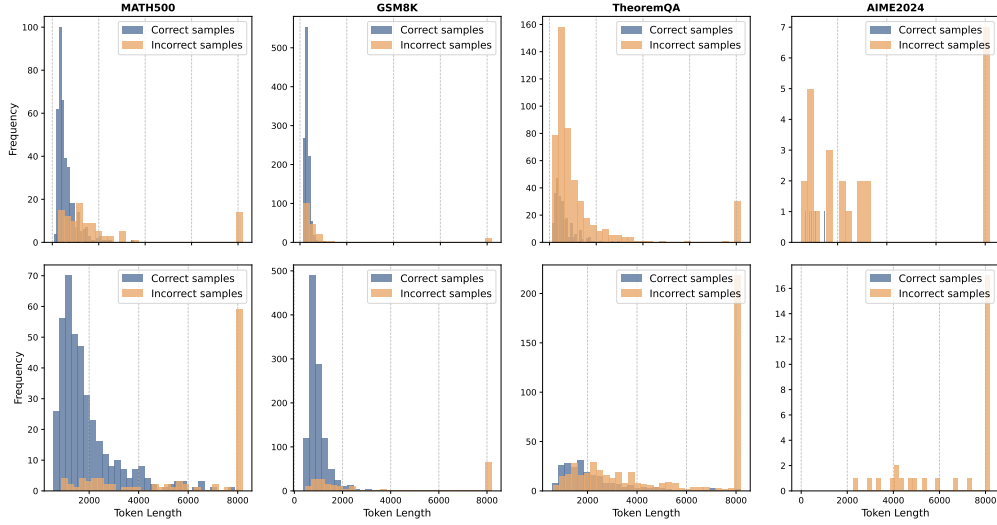 MATH500
GSM8K
TheoremQA
AIME2024
Frequency
100
80
60
40
20
0
Correct samples
Incorrect samples
500
400
300
200
100
0
Correct samples
Incorrect samples
160
140
120
100
80
60
40
20
0
Correct samples
Incorrect samples
7
6
5
4
3
2
1
0
Correct samples
Incorrect samples
Frequency
70
60
50
40
30
20
10
0
Correct samples
Incorrect samples
2000 4000 6000 8000
Token Length
500
400
300
200
100
0
Correct samples
Incorrect samples
0 2000 4000 6000 8000
Token Length
200
150
100
50
0
Correct samples
Incorrect samples
2000 4000 6000 8000
Token Length
16
14
12
10
8
6
4
2
0
Correct samples
Incorrect samples
0 2000 4000 6000 8000
Token Length